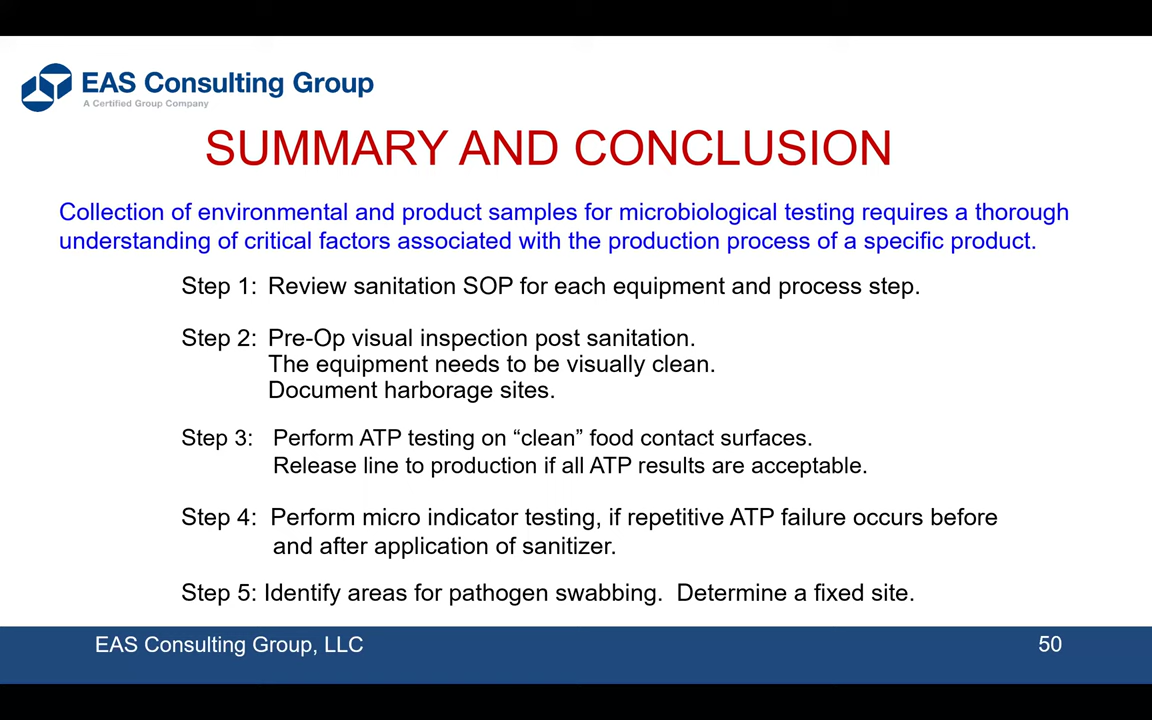 EAS Consulting Group
A Certified Group Company
SUMMARY AND CONCLUSION
Collection of environmental and product samples for microbiological testing requires a thorough
understanding of critical factors associated with the production process of a specific product.
Step 1: Review sanitation SOP for each equipment and process step.
Step 2: Pre-Op visual inspection post sanitation.
The equipment needs to be visually clean.
Document harborage sites.
Step 3: Perform ATP testing on “clean” food contact surfaces.
Release line to production if all ATP results are acceptable.
Step 4: Perform micro indicator testing, if repetitive ATP failure occurs before
and after application of sanitizer.
Step 5: Identify areas for pathogen swabbing. Determine a fixed site.
EAS Consulting Group, LLC
50